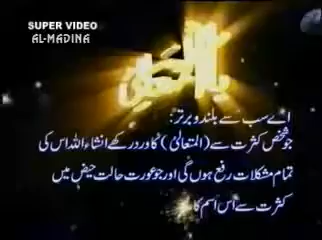 SUPER VIDEO
AL-MADINA
اے سب سے بلند و برتر:
جو شخص کثرت سے (المتعالیٰ) کا ورد رکھے انشاءاللہ اس کی
تمام مشکلات رفع ہوں گی اور جو عورت حالت حیض میں
کثرت سے اس اسم کا